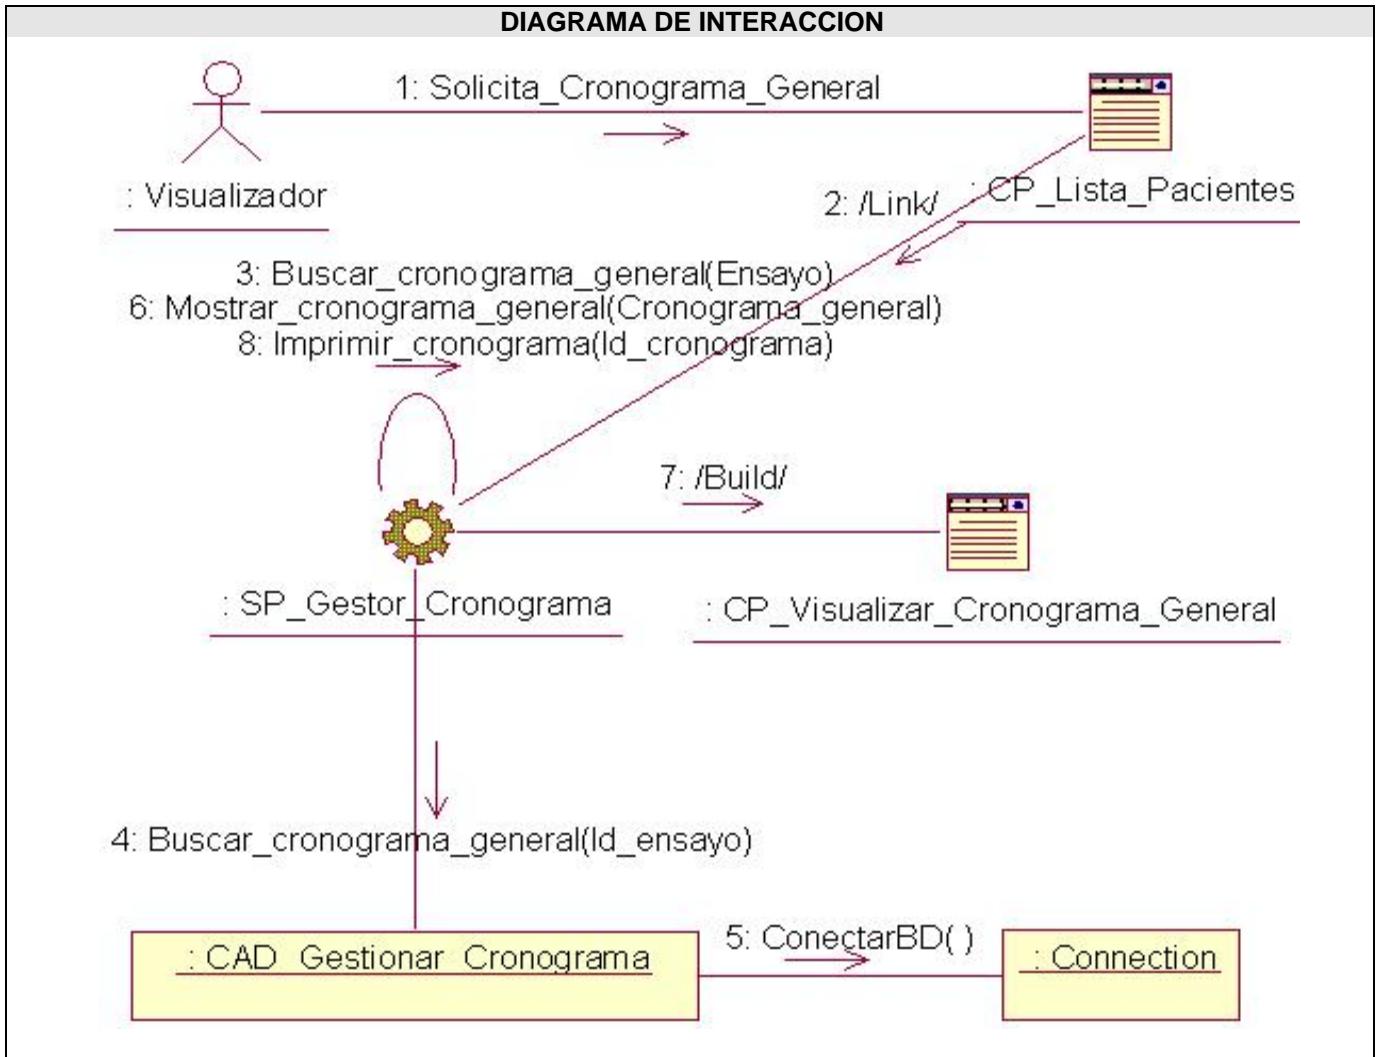 DIAGRAMA DE INTERACCION
1: Solicita_Cronograma_General
: Visualizador
2: /Link/
: CP_Lista_Pacientes
3: Buscar_cronograma_general(Ensayo)
6: Mostrar_cronograma_general(Cronograma_general)
8: Imprimir_cronograma(Id_cronograma)
7: /Build/
: SP_Gestor_Cronograma
: CP_Visualizar_Cronograma_General
4: Buscar_cronograma_general(Id_ensayo)
: CAD_Gestionar_Cronograma
5: ConectarBD( )
: Connection